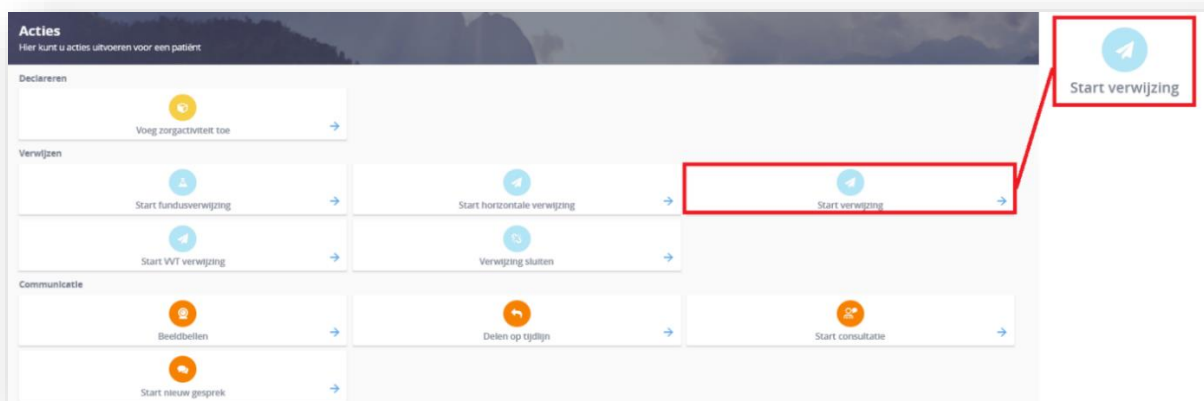 Acties
Hier kunt u acties uitvoeren voor een patiënt
Start verwijzing
Declareren
Voeg zorgactiviteit toe
Verwijzen
Start fundusverwijzing
Start horizontale verwijzing
Start verwijzing
Start VVT verwijzing
Verwijzing sluiten
Communicatie
Beeldbellen
Delen op tijdlijn
Start consultatie
Start nieuw gesprek